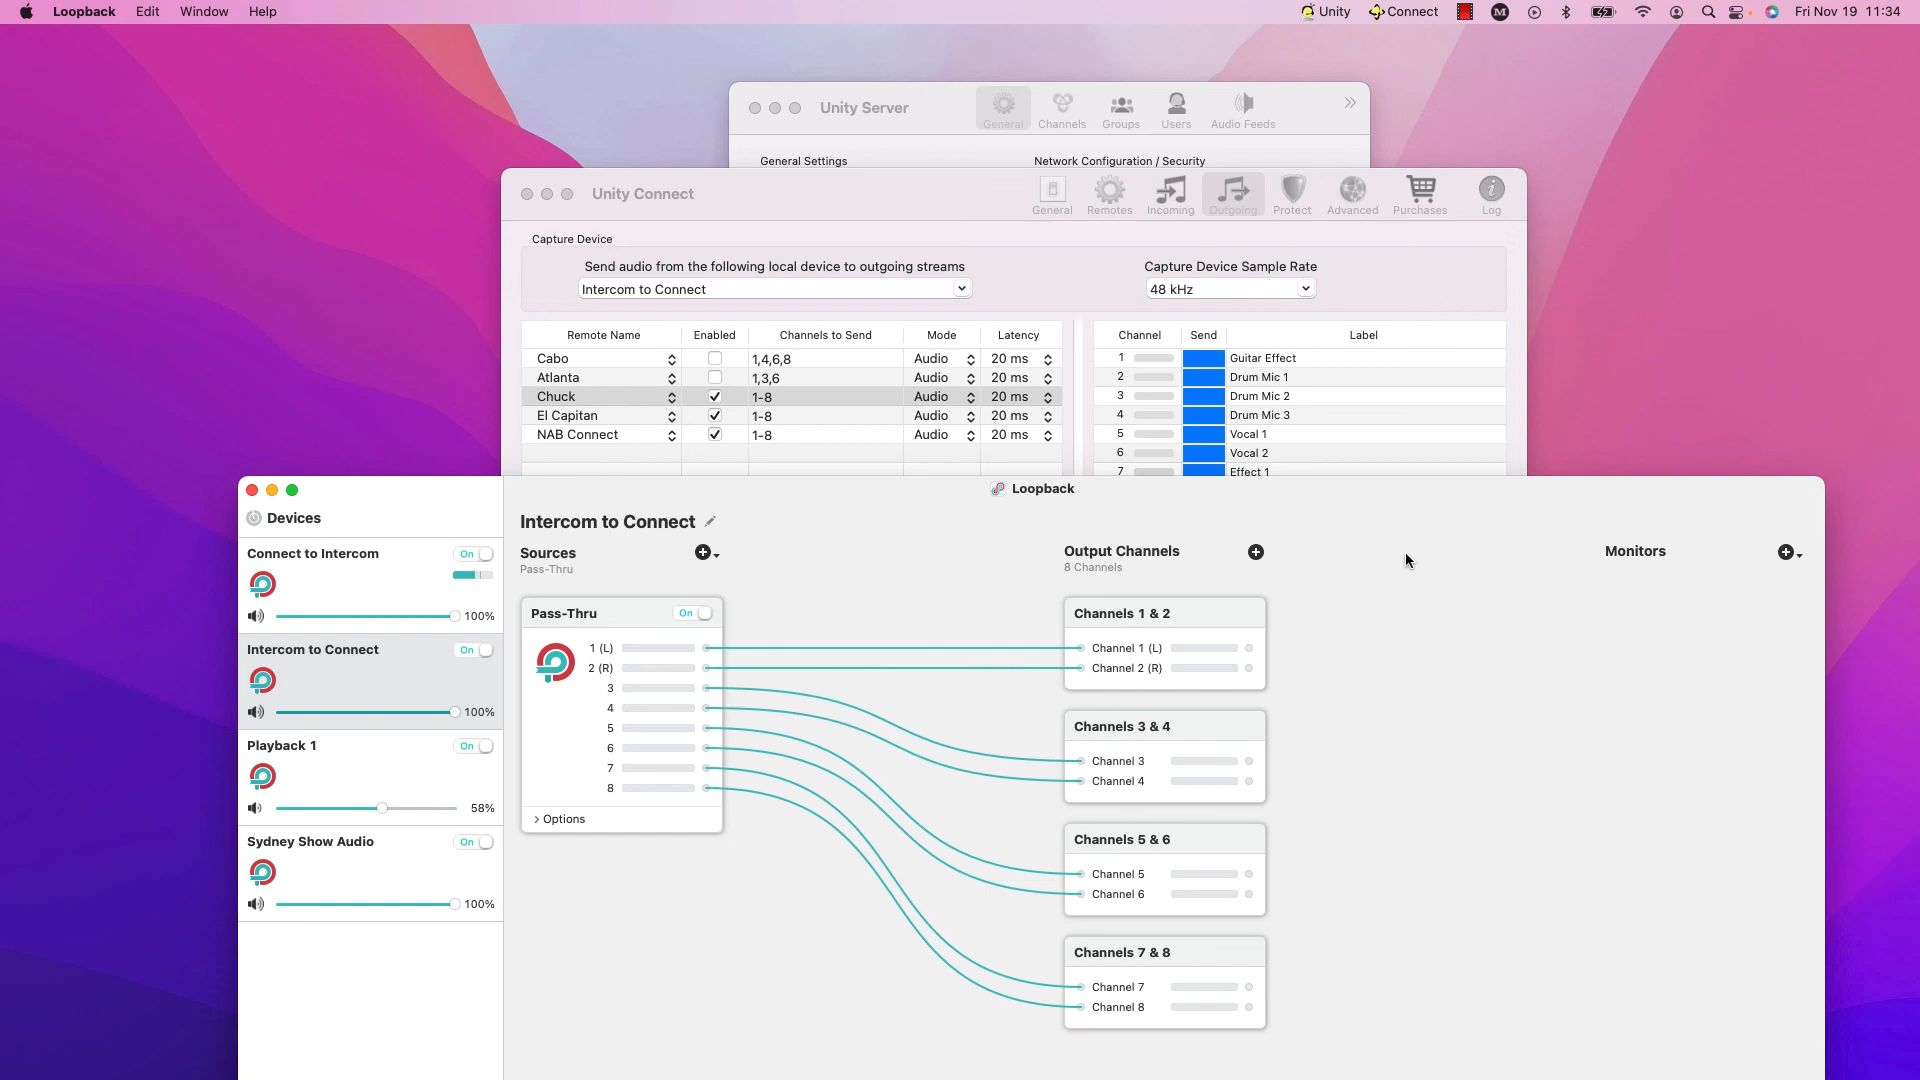 Loopback Edit Window Help
Unity Connect Fri Nov 19 11:34
Unity Server
General Channels Groups Users Audio Feeds
General Settings Network Configuration / Security
Unity Connect
General Remotes Incoming Outgoing Protect Advanced Purchases Log
Capture Device
Send audio from the following local device to outgoing streams Capture Device Sample Rate
Intercom to Connect 48 kHz
Remote Name Enabled Channels to Send Mode Latency Channel Send Label
Cabo 1,4,6,8 Audio 20 ms 1 Guitar Effect
Atlanta 1,3,6 Audio 20 ms 2 Drum Mic 1
Chuck 1-8 Audio 20 ms 3 Drum Mic 2
El Capitan 1-8 Audio 20 ms 4 Drum Mic 3
NAB Connect 1-8 Audio 20 ms 5 Vocal 1
6 Vocal 2
7 Effect 1
Loopback
Devices
Connect to Intercom On
100%
Intercom to Connect On
100%
Playback 1 On
58%
Sydney Show Audio On
100%
Intercom to Connect
Sources
Pass-Thru
Pass-Thru On
1 (L)
2 (R)
3
4
5
6
7
8
> Options
Output Channels
8 Channels
Channels 1 & 2
Channel 1 (L)
Channel 2 (R)
Channels 3 & 4
Channel 3
Channel 4
Channels 5 & 6
Channel 5
Channel 6
Channels 7 & 8
Channel 7
Channel 8
Monitors